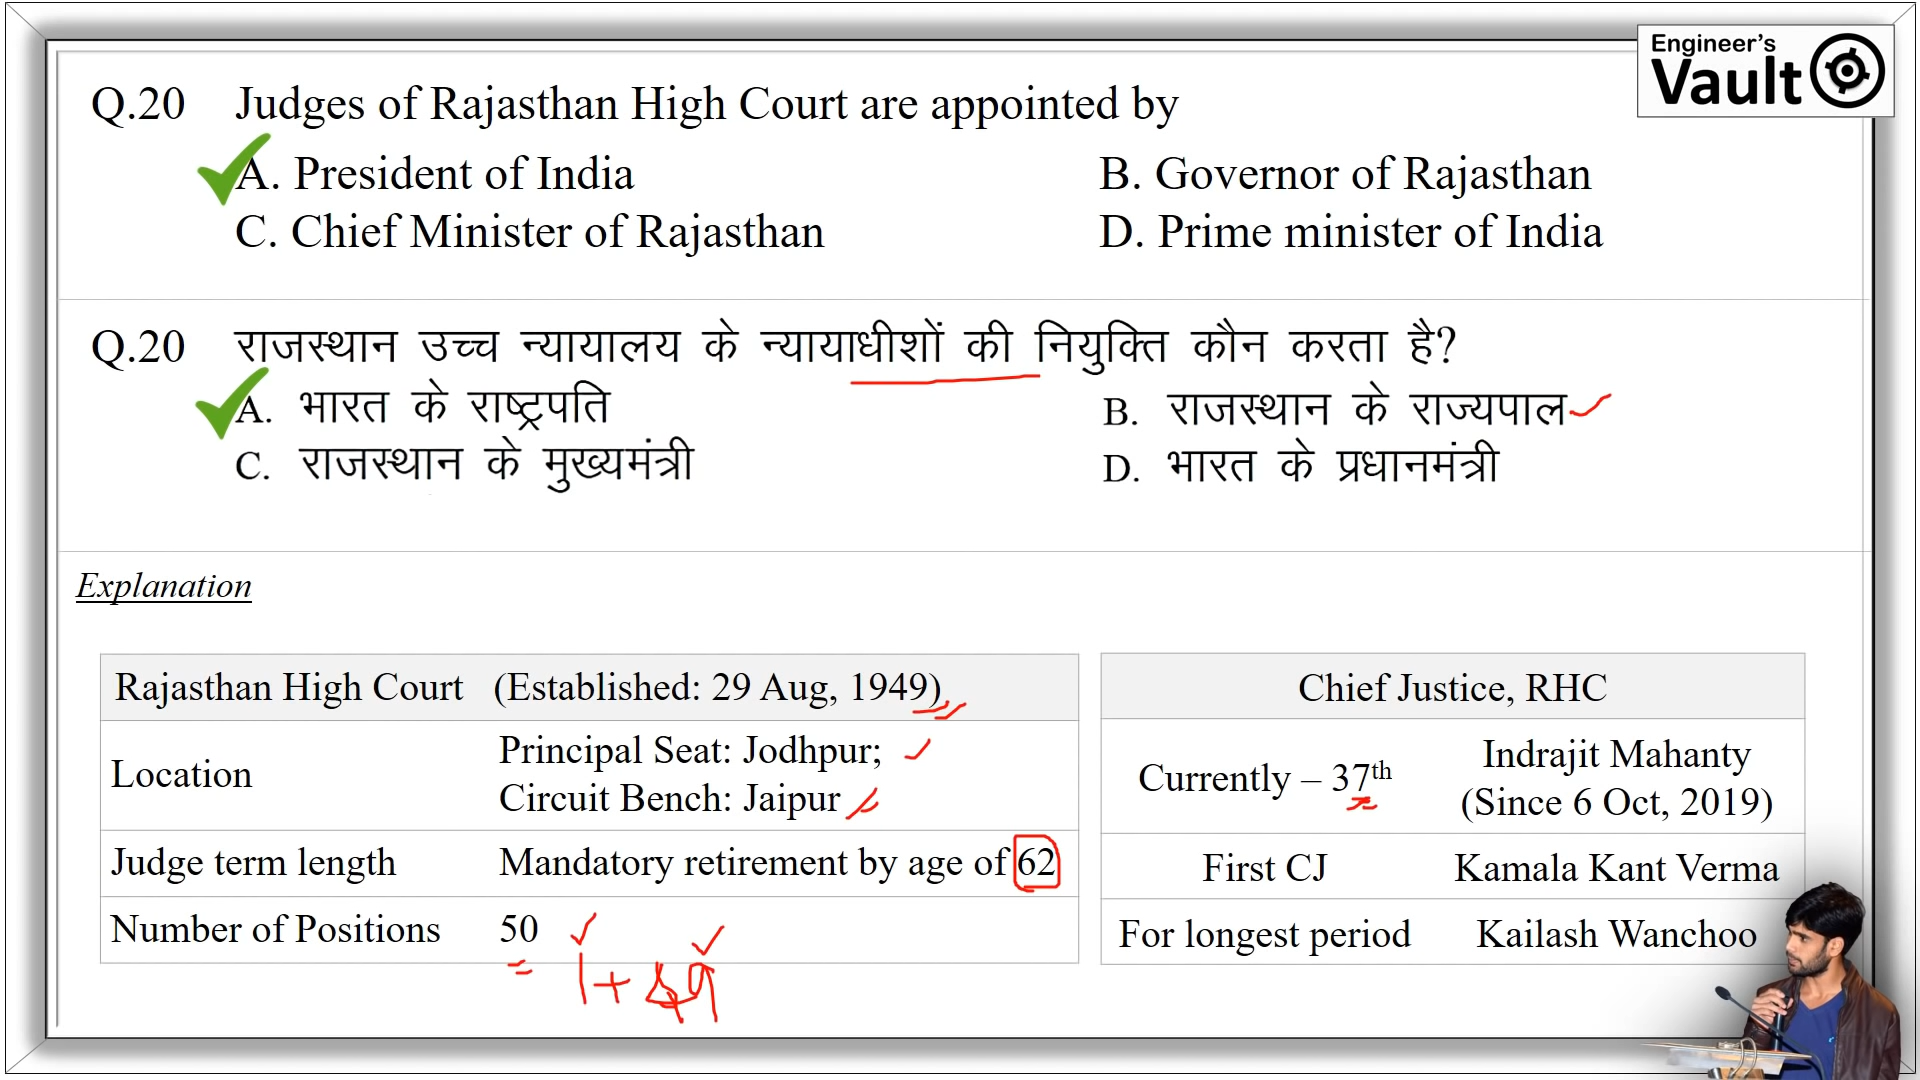 Engineer's
Vault
Q.20 Judges of Rajasthan High Court are appointed by
A. President of India B. Governor of Rajasthan
C. Chief Minister of Rajasthan D. Prime minister of India
Q.20 राजस्थान उच्च न्यायालय के न्यायाधीशों की नियुक्ति कौन करता है?
A. भारत के राष्ट्रपति B. राजस्थान के राज्यपाल
C. राजस्थान के मुख्यमंत्री D. भारत के प्रधानमंत्री
Explanation
Rajasthan High Court (Established: 29 Aug, 1949)
Location Principal Seat: Jodhpur;
Circuit Bench: Jaipur
Judge term length Mandatory retirement by age of 62
Number of Positions 50
1+49
Chief Justice, RHC
Currently – 37th Indrajit Mahanty
(Since 6 Oct, 2019)
First CJ Kamala Kant Verma
For longest period Kailash Wanchoo